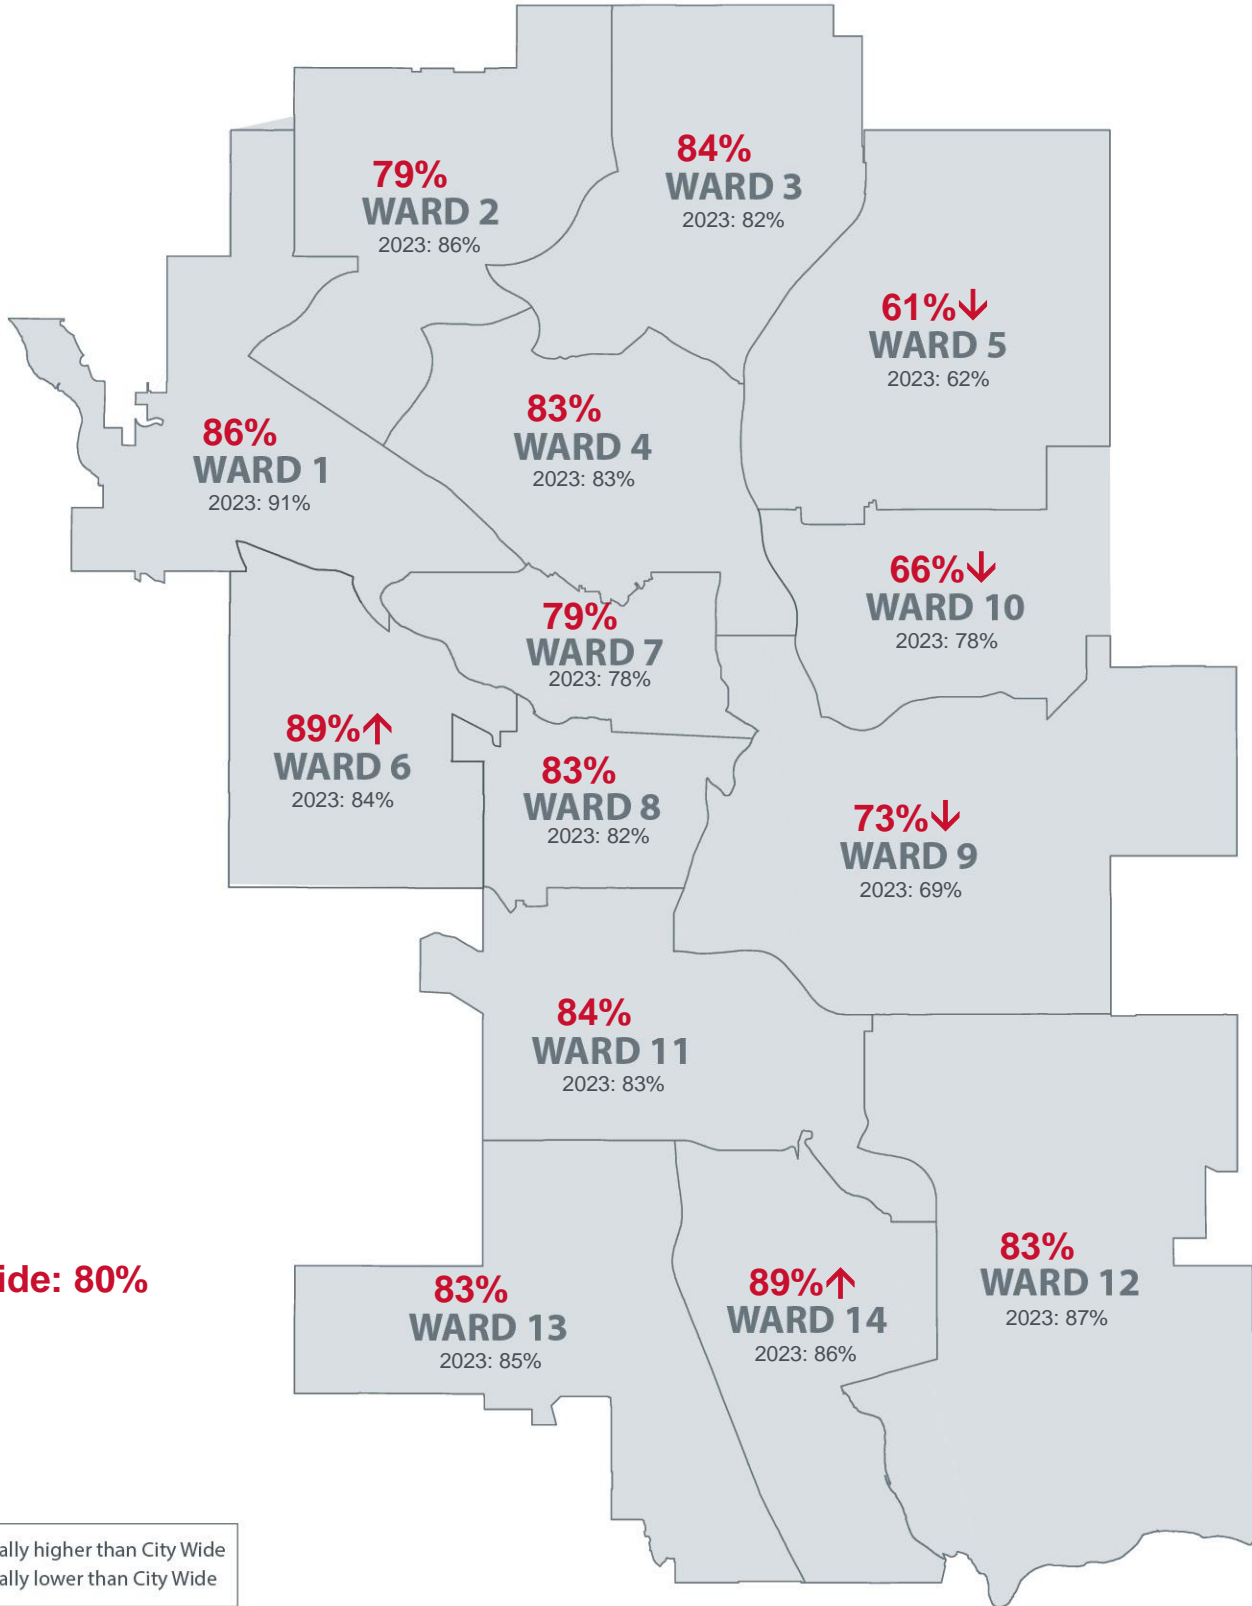 84%
WARD 3
2023: 82%
79%
WARD 2
2023: 86%
61%↓
WARD 5
2023: 62%
83%
WARD 4
2023: 83%
86%
WARD 1
2023: 91%
66%↓
WARD 10
2023: 78%
79%
WARD 7
2023: 78%
89%↑
WARD 6
2023: 84%
83%
WARD 8
2023: 82%
73%↓
WARD 9
2023: 69%
84%
WARD 11
2023: 83%
83%
WARD 12
2023: 87%
ide: 80%
83%
WARD 13
2023: 85%
89%↑
WARD 14
2023: 86%
ally higher than City Wide
ally lower than City Wide